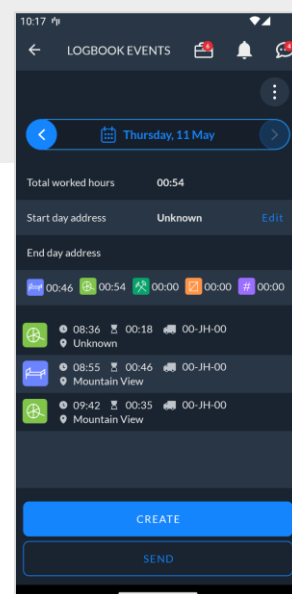 10:17
LOGBOOK EVENTS
Thursday, 11 May
Total worked hours 00:54
Start day address Unknown Edit
End day address
00:46 00:54 00:00 00:00 # 00:00
08:36 00:18 00-JH-00
Unknown
08:55 00:46 00-JH-00
Mountain View
09:42 00:35 00-JH-00
Mountain View
CREATE
SEND